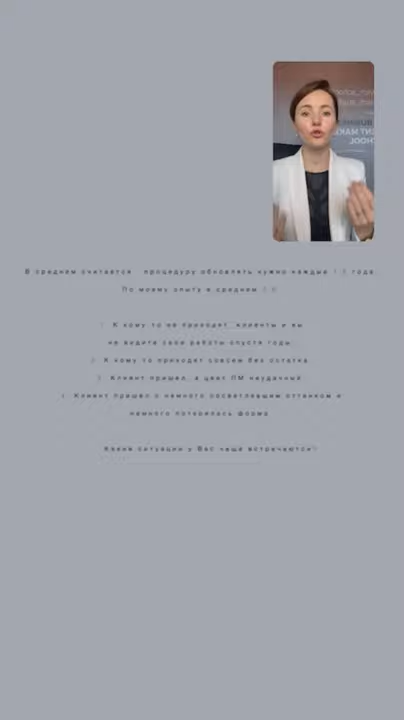 В среднем считается процедуру обновлять нужно каждые года.
По моему опыту в среднем
К кому то не приходят клиенты и вы
не видите свои работы спустя годы
К кому то приходят совсем без остатка
Клиент пришел, а цвет ПМ неудачный
Клиент пришел с немного посветлевшим оттенком и
немного потерялась форма
Какие ситуации у Вас чаще встречаются?